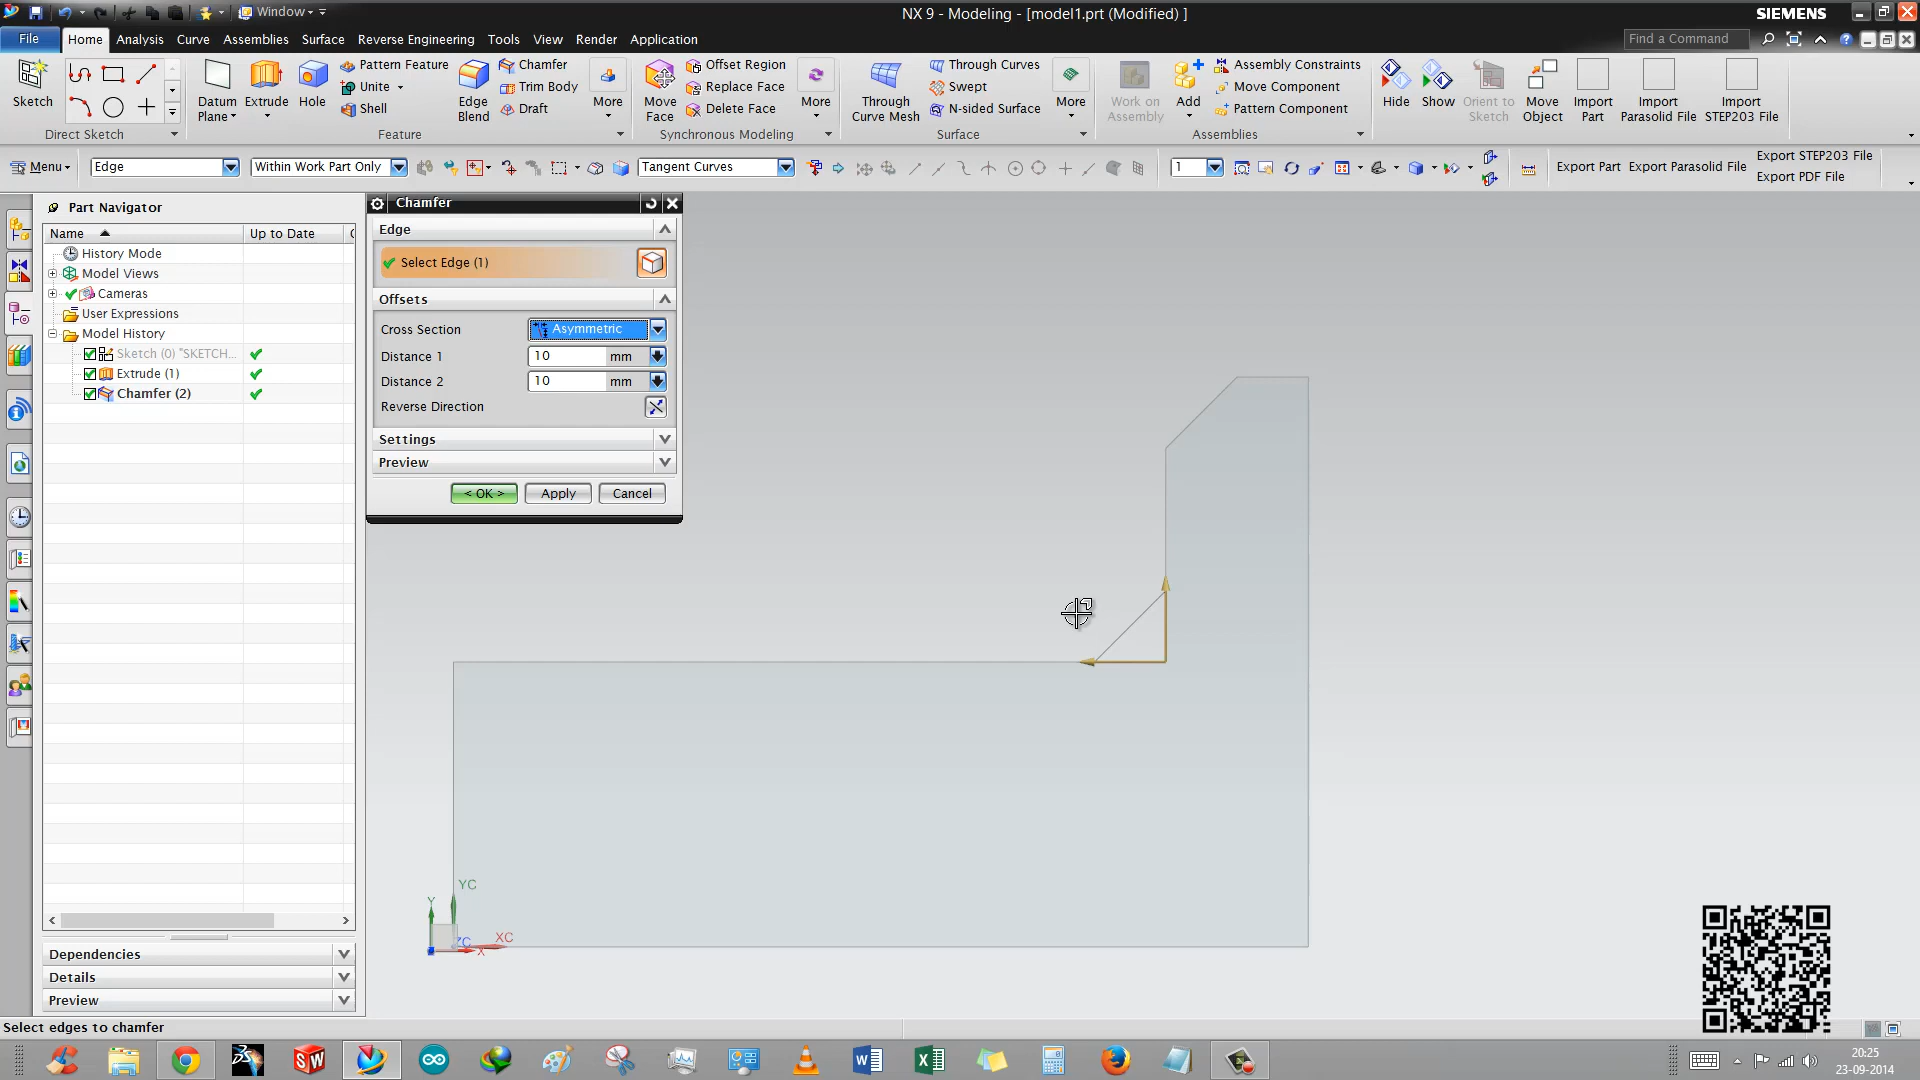 Window
NX 9 - Modeling - [model1.prt (Modified) ]
SIEMENS
File
Home
Analysis
Curve
Assemblies
Surface
Reverse Engineering
Tools
View
Render
Application
Find a Command
Sketch
Direct Sketch
Datum Plane
Extrude
Hole
Pattern Feature
Unite
Shell
Edge Blend
Chamfer
Trim Body
Draft
More
Feature
Move Face
Offset Region
Replace Face
Delete Face
More
Synchronous Modeling
Through Curve Mesh
Through Curves
Swept
N-sided Surface
More
Surface
Work on Assembly
Add
Assembly Constraints
Move Component
Pattern Component
Hide
Show
Orient to Sketch
Move Object
Import Part
Import Parasolid File
Import STEP203 File
Assemblies
Menu
Edge
Within Work Part Only
Tangent Curves
1
Export Part
Export Parasolid File
Export STEP203 File
Export PDF File
Part Navigator
Name
Up to Date
C
History Mode
Model Views
Cameras
User Expressions
Model History
Sketch (0) "SKETCH...
Extrude (1)
Chamfer (2)
Dependencies
Details
Preview
Chamfer
Edge
Select Edge (1)
Offsets
Cross Section
Asymmetric
Distance 1
10
mm
Distance 2
10
mm
Reverse Direction
Settings
Preview
< OK >
Apply
Cancel
YC
Y
ZC
XC
X
Select edges to chamfer
20:25
23-09-2014